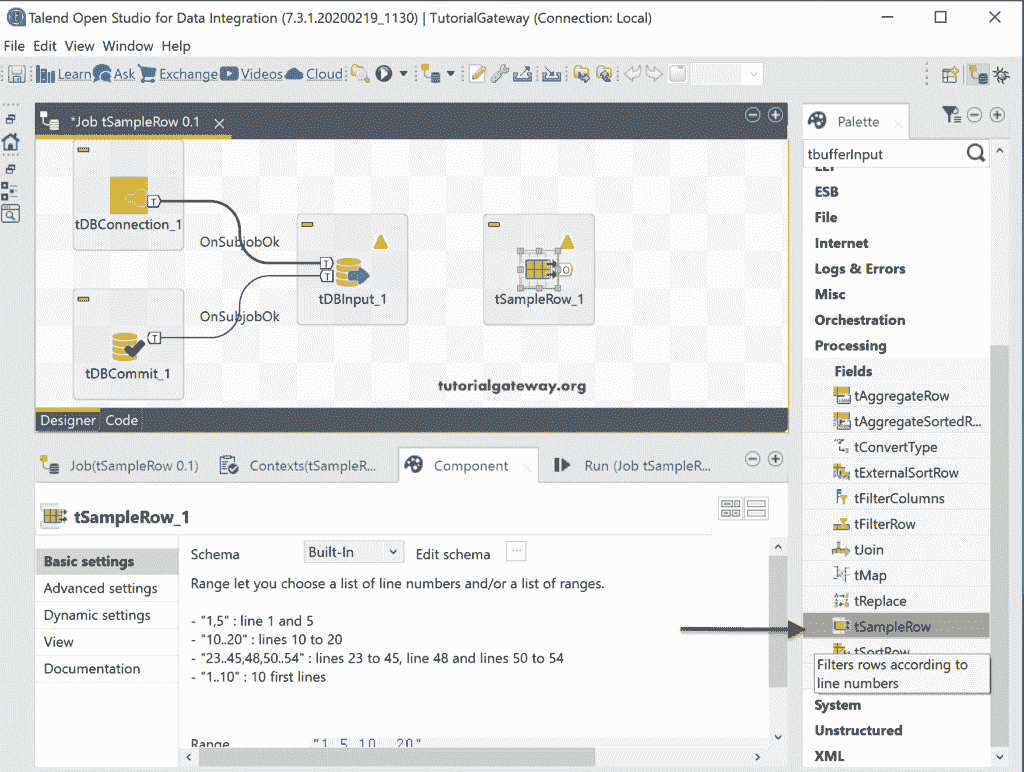 Talend Open Studio for Data Integration (7.3.1.20200219_1130) | TutorialGateway (Connection: Local)
File Edit View Window Help
Learn Ask Exchange Videos Cloud
*Job tSampleRow 0.1
tDBConnection_1
OnSubjobOk
tDBInput_1
tSampleRow_1
OnSubjobOk
tDBCommit_1
tutorialgateway.org
Designer Code
Job(tSampleRow 0.1) Contexts(tSampleR... Component Run (Job tSampleR...
tSampleRow_1
Basic settings
Advanced settings
Dynamic settings
View
Documentation
Schema Built-In Edit schema ...
Range let you choose a list of line numbers and/or a list of ranges.
- "1,5" : line 1 and 5
- "10..20" : lines 10 to 20
- "23..45,48,50..54" : lines 23 to 45, line 48 and lines 50 to 54
- "1..10" : 10 first lines
Range "1,5,10..20"
Palette
tbufferInput
ELT
ESB
File
Internet
Logs & Errors
Misc
Orchestration
Processing
Fields
tAggregateRow
tAggregateSortedR...
tConvertType
tExternalSortRow
tFilterColumns
tFilterRow
tJoin
tMap
tReplace
tSampleRow
tSortRow
Filters rows according to
line numbers
System
Unstructured
XML